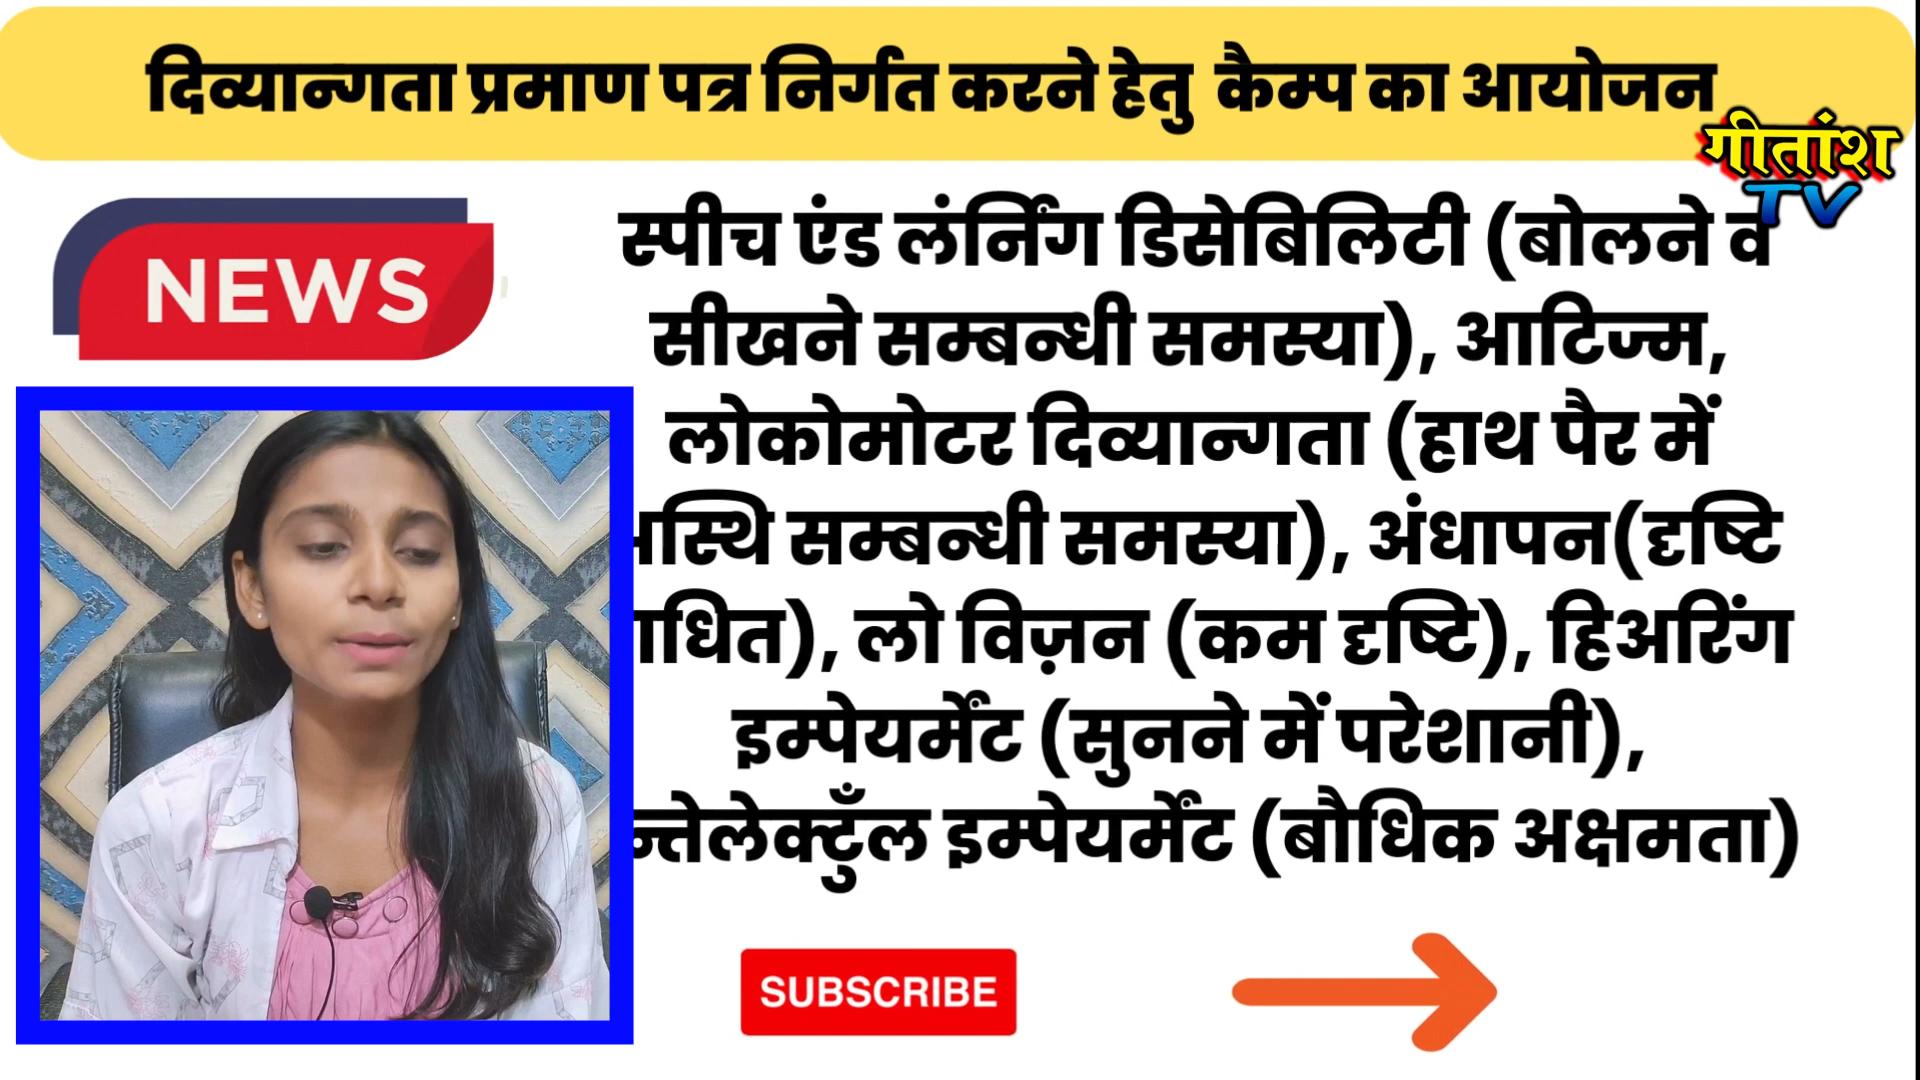 दिव्यान्गता प्रमाण पत्र निर्गत करने हेतु कैम्प का आयोजन
गीतांश
TV
NEWS
स्पीच एंड लंर्निंग डिसेबिलिटी (बोलने व
सीखने सम्बन्धी समस्या), आटिज्म,
लोकोमोटर दिव्यान्गता (हाथ पैर में
सम्बन्धी समस्या), अंधापन(दृष्टि
लो विज़न (कम दृष्टि), हिअरिंग
इम्पेयर्मेंट (सुनने में परेशानी),
इम्पेयर्मेंट (बौधिक अक्षमता)
SUBSCRIBE